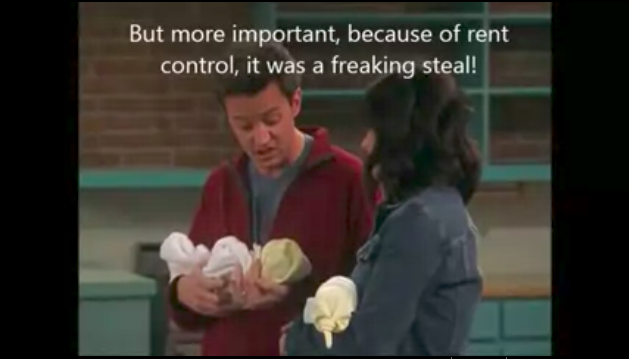 But more important, because of rent
control, it was a freaking steal!